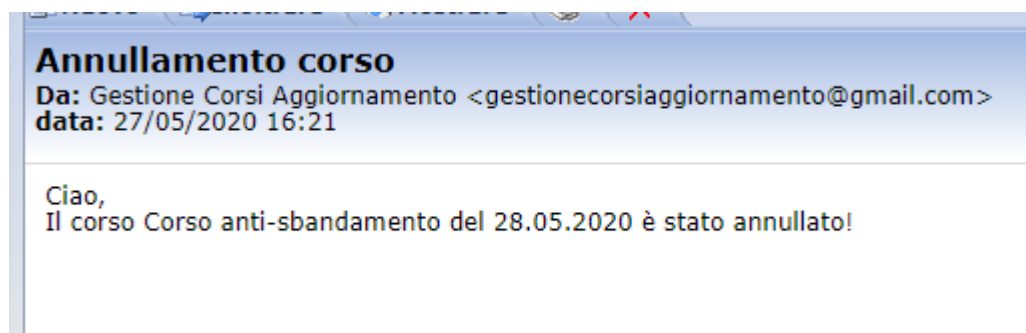 Annullamento corso
Da: Gestione Corsi Aggiornamento <gestionecorsiaggiornamento@gmail.com>
data: 27/05/2020 16:21
Ciao,
Il corso Corso anti-sbandamento del 28.05.2020 è stato annullato!